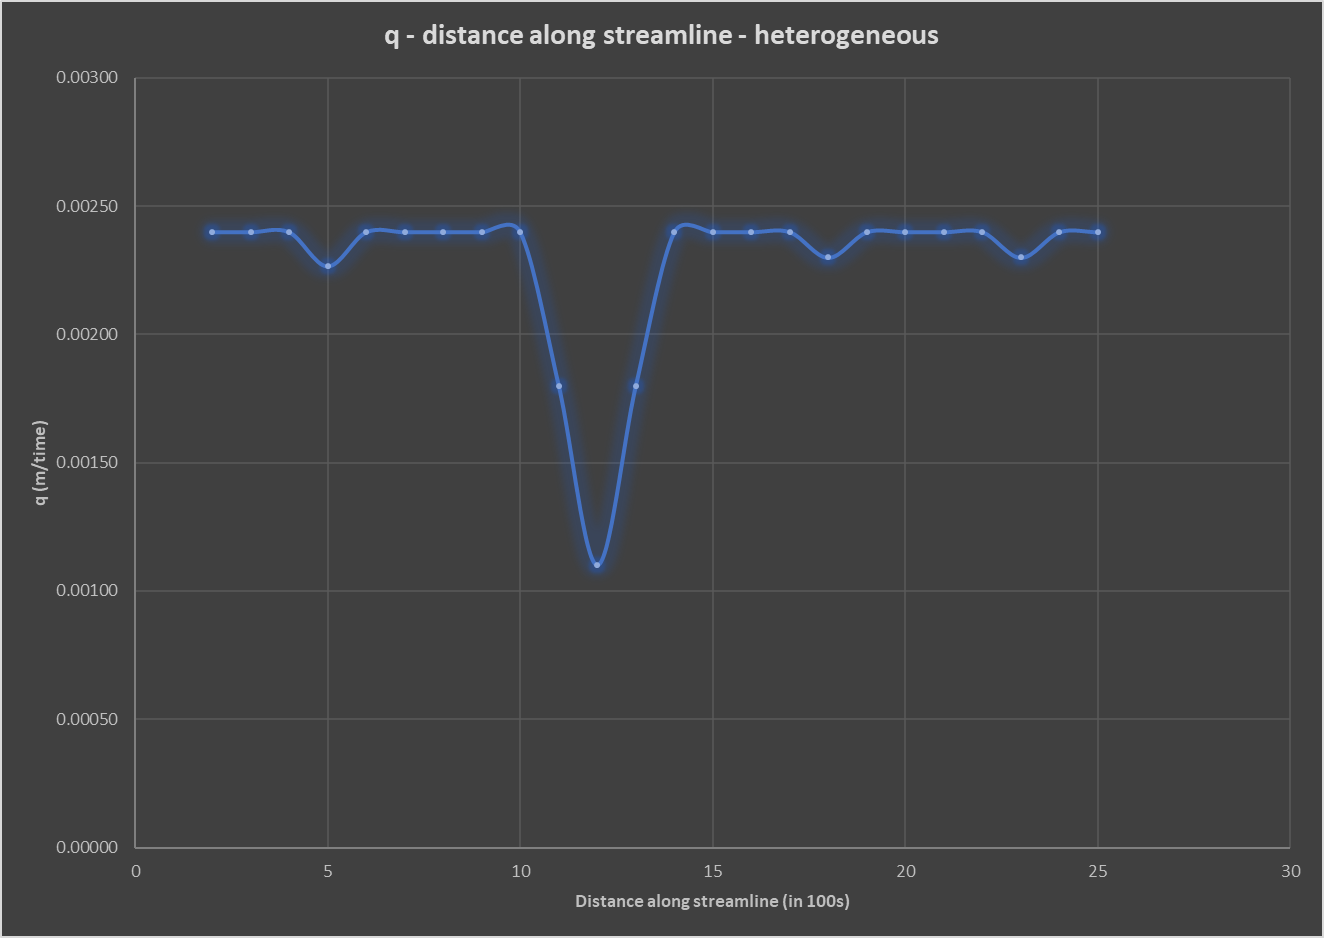 q - distance along streamline - heterogeneous
0.00300
0.00250
0.00200
0.00150
0.00100
0.00050
0.00000
q (m/time)
0 5 10 15 20 25 30
Distance along streamline (in 100s)